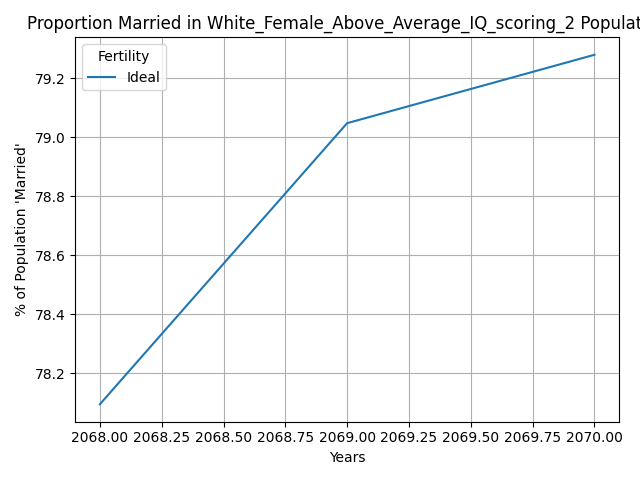 Proportion Married in White_Female_Above_Average_IQ_scoring_2 Populat
Fertility
Ideal
79.2
79.0
78.8
78.6
78.4
78.2
% of Population 'Married'
2068.00 2068.25 2068.50 2068.75 2069.00 2069.25 2069.50 2069.75 2070.00
Years